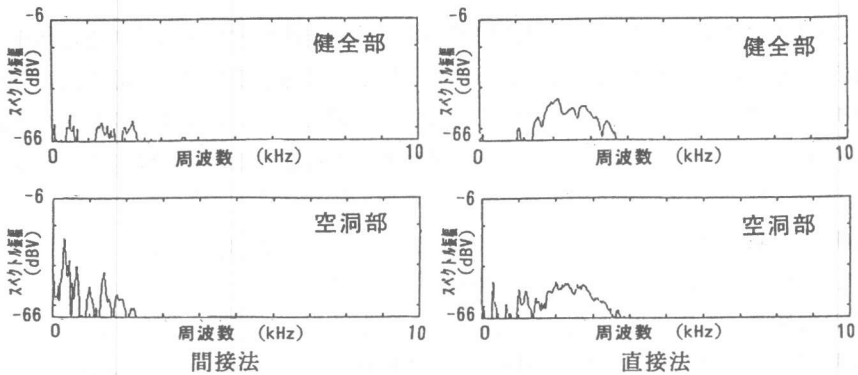 -6
健全部
スペクトル振幅
(dBV)
-66
0
周波数 (kHz)
10
-6
健全部
スペクトル振幅
(dBV)
-66
0
周波数 (kHz)
10
-6
空洞部
スペクトル振幅
(dBV)
-66
0
周波数 (kHz)
10
間接法
-6
空洞部
スペクトル振幅
(dBV)
-66
0
周波数 (kHz)
10
直接法